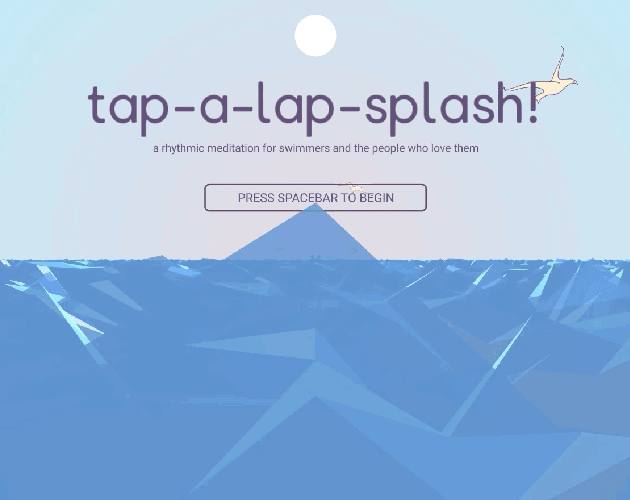 tap-a-lap-splash!
a rhythmic meditation for swimmers and the people who love them
PRESS SPACEBAR TO BEGIN